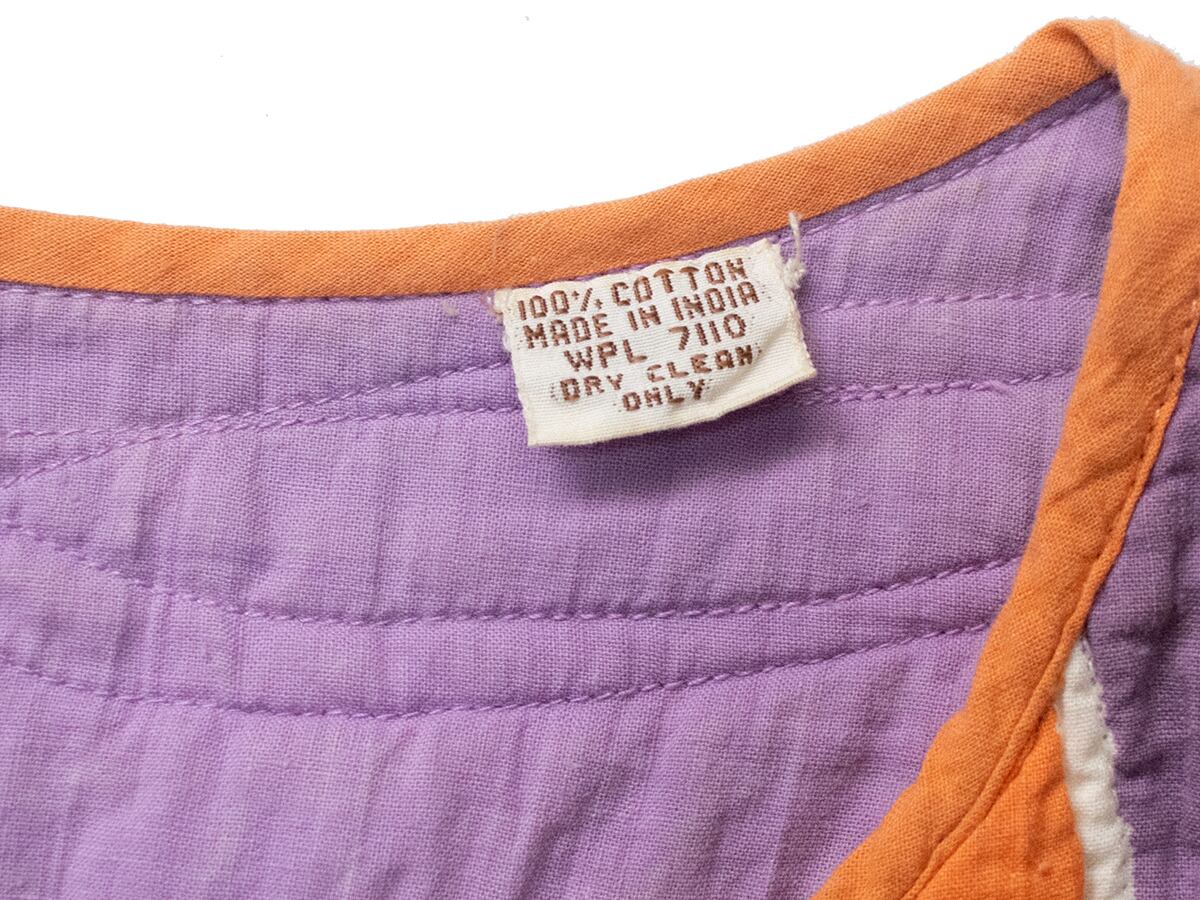 100% COTTON
MADE IN INDIA
WPL 7110
DRY CLEAN
ONLY